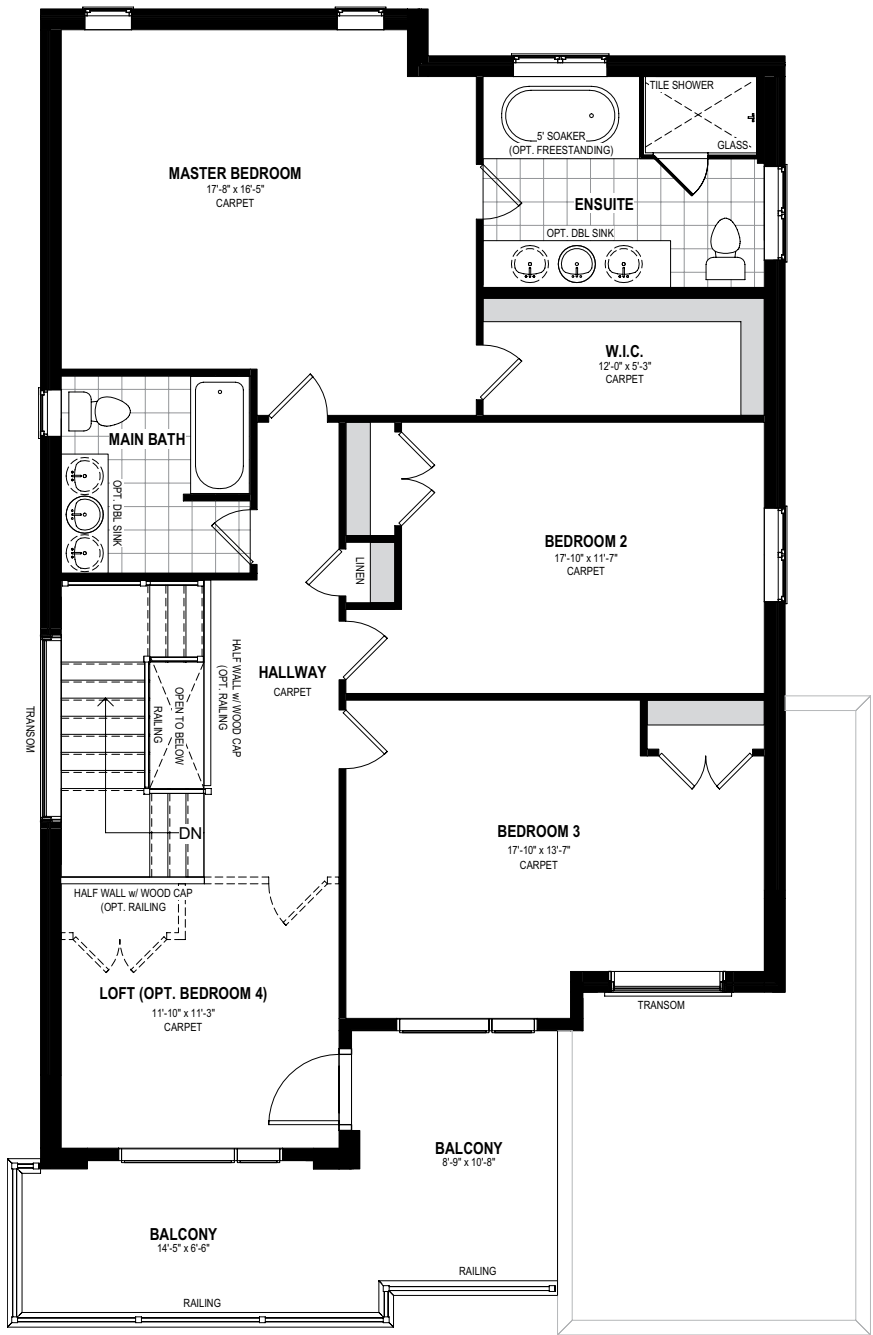 TILE SHOWER
GLASS
5' SOAKER
(OPT. FREESTANDING)
MASTER BEDROOM
17'-8" x 16'-5"
CARPET
ENSUITE
OPT. DBL SINK
W.I.C.
12'-0" x 5'-3"
CARPET
MAIN BATH
OPT. DBL SINK
LINEN
BEDROOM 2
17'-10" x 11'-7"
CARPET
HALLWAY
CARPET
HALF WALL w/ WOOD CAP
(OPT. RAILING
OPEN TO BELOW
RAILING
TRANSOM
DN
BEDROOM 3
17'-10" x 13'-7"
CARPET
HALF WALL w/ WOOD CAP
(OPT. RAILING
LOFT (OPT. BEDROOM 4)
11'-10" x 11'-3"
CARPET
TRANSOM
BALCONY
8'-9" x 10'-8"
BALCONY
14'-5" x 6'-6"
RAILING
RAILING